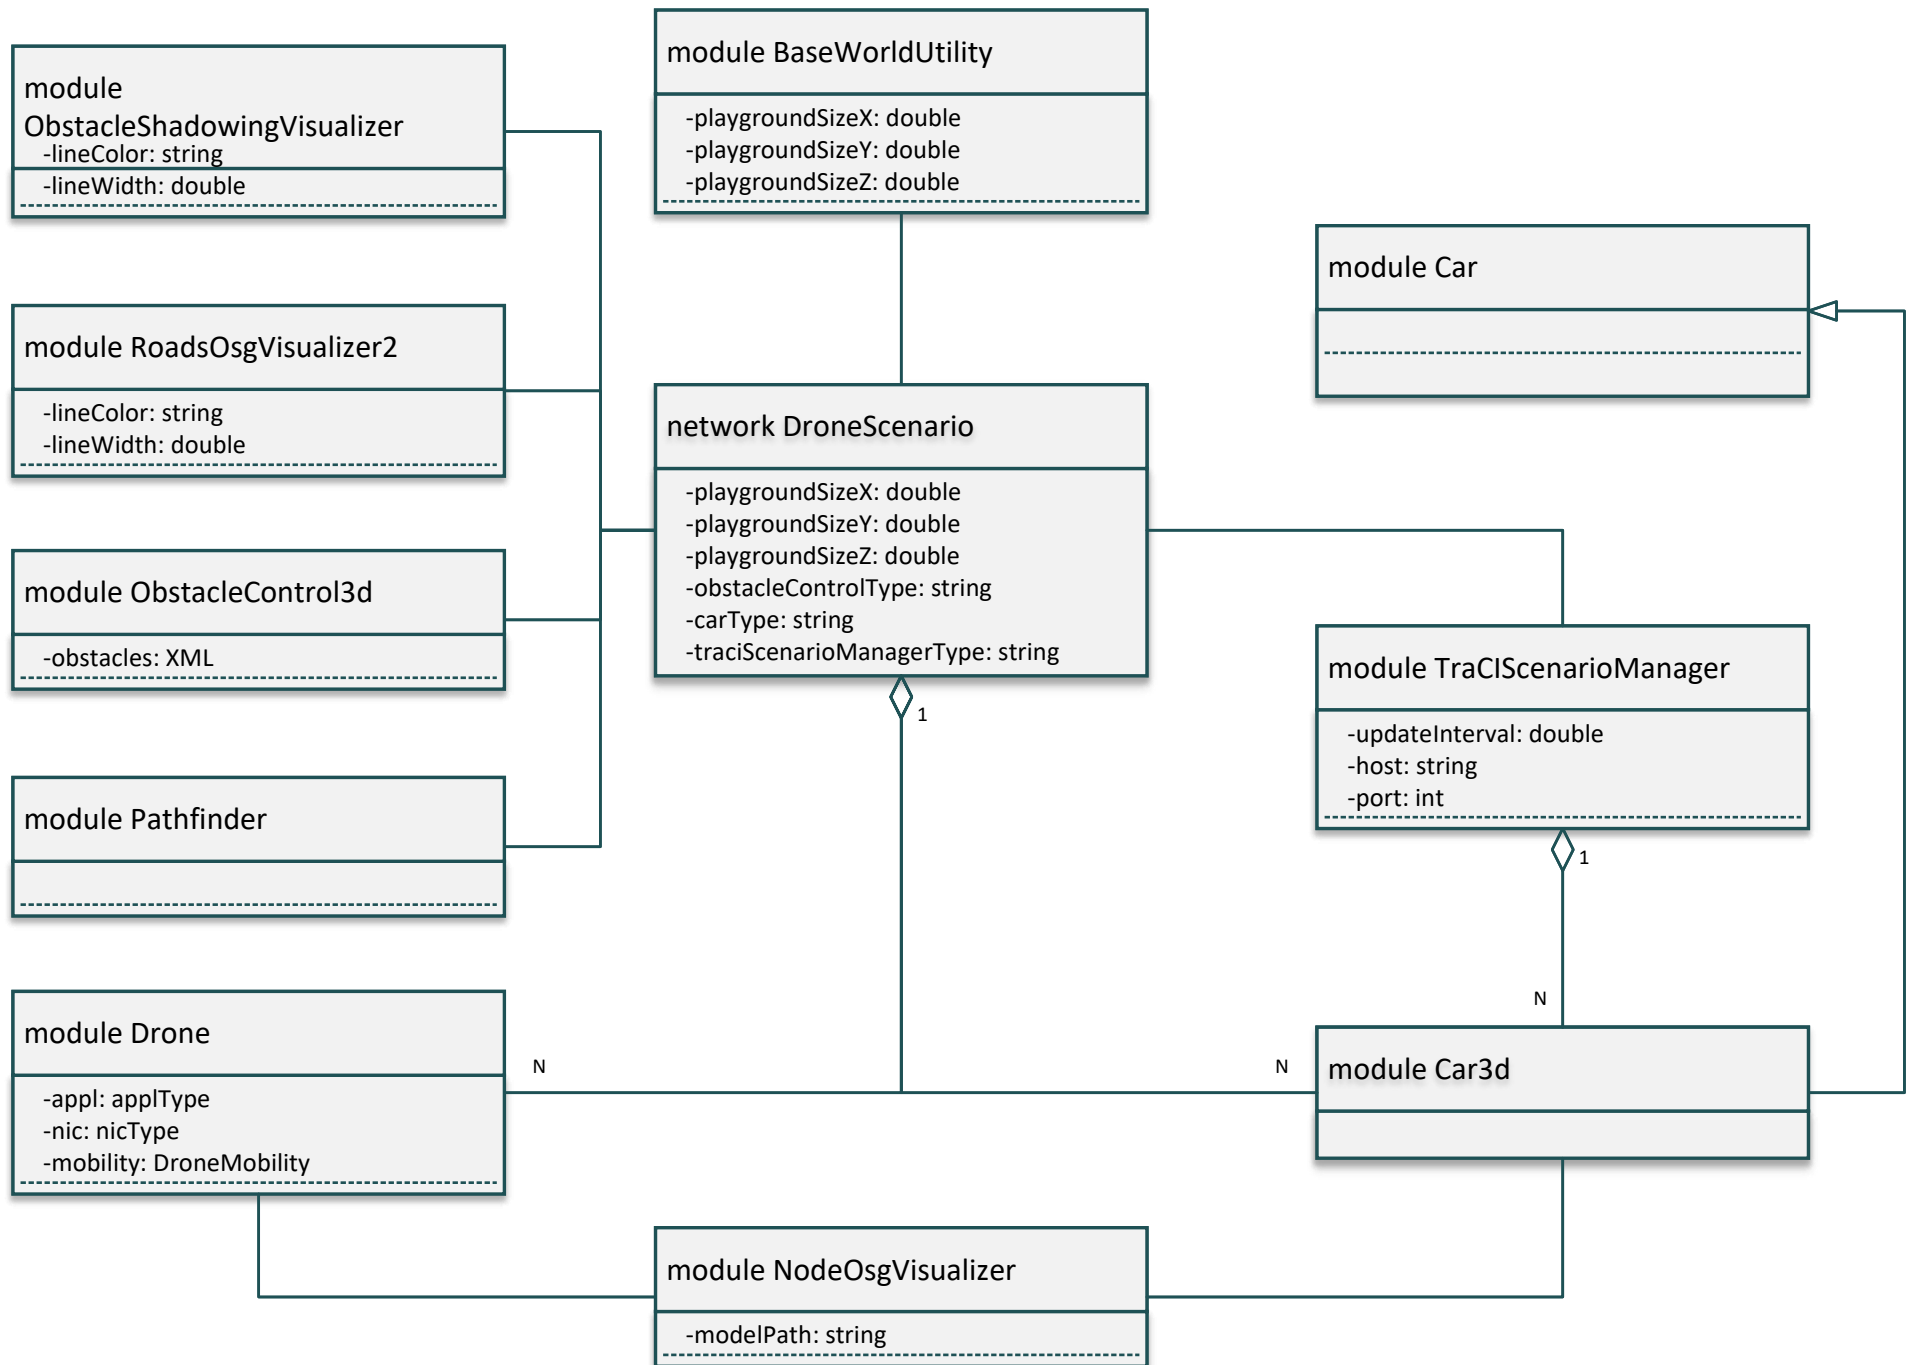 module
ObstacleShadowingVisualizer
-lineColor: string
-lineWidth: double
module BaseWorldUtility
-playgroundSizeX: double
-playgroundSizeY: double
-playgroundSizeZ: double
module Car
module RoadsOsgVisualizer2
-lineColor: string
-lineWidth: double
network DroneScenario
-playgroundSizeX: double
-playgroundSizeY: double
-playgroundSizeZ: double
-obstacleControlType: string
-carType: string
-traciScenarioManagerType: string
1
module ObstacleControl3d
-obstacles: XML
module TraCIScenarioManager
-updateInterval: double
-host: string
-port: int
1
N
module Pathfinder
module Drone
-appl: applType
-nic: nicType
-mobility: DroneMobility
N
N
module Car3d
module NodeOsgVisualizer
-modelPath: string